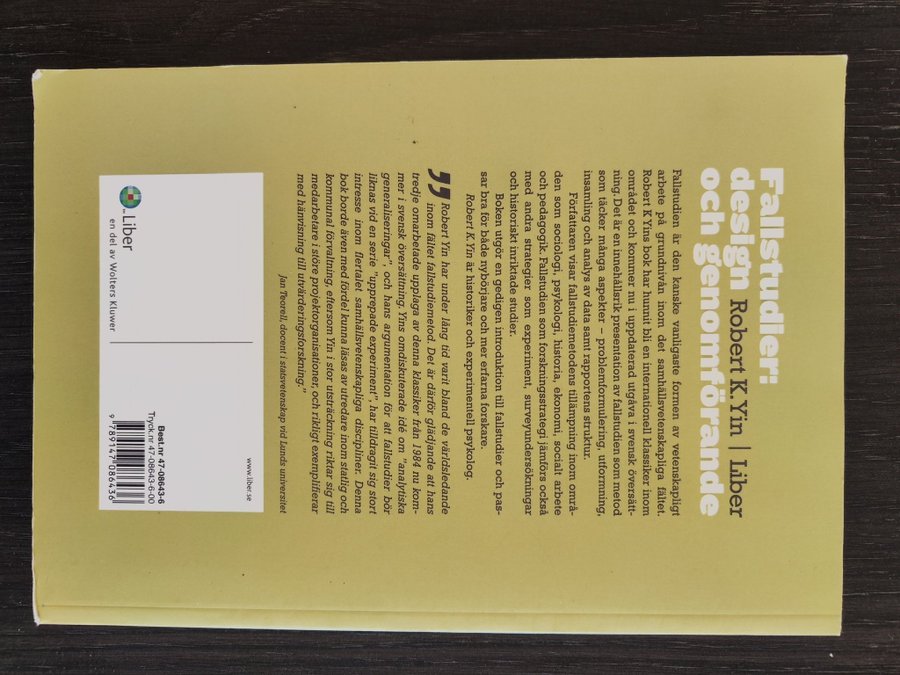 Fallstudier:
design Robert K.Yin | Liber
och genomförande
Fallstudien är den kanske vanligaste formen av vetenskapligt
arbete på grundnivån inom det samhällsvetenskapliga fältet.
Robert K Yins bok har hunnit bli en internationell klassiker inom
området och kommer nu i uppdaterad utgåva i svensk översätt-
ning. Det är en innehållsrik presentation av fallstudien som metod
som täcker många aspekter – problemformulering, utformning,
insamling och analys av data samt rapportens struktur.
Författaren visar fallstudiemetodens tillämpning inom områ-
den som sociologi, psykologi, historia, ekonomi, socialt arbete
och pedagogik. Fallstudien som forskningsstrategi jämförs också
med andra strategier som experiment, surveyundersökningar
och historiskt inriktade studier.
Boken utgör en gedigen introduktion till fallstudier och pas-
sar bra för både nybörjare och mer erfarna forskare.
Robert K Yin är historiker och experimentell psykolog.
” Robert Yin har under lång tid varit bland de världsledande
inom fältet fallstudiemetod. Det är därför glädjande att hans
tredje omarbetade upplaga av denna klassiker från 1984 nu kom-
mer i svensk översättning. Yins omdiskuterade idé om ”analytiska
generaliseringar”, och hans argumentation för att fallstudier bör
liknas vid en serie ”upprepade experiment”, har tilldragit sig stort
intresse inom flertalet samhällsvetenskapliga discipliner. Denna
bok borde även med fördel kunna läsas av utredare inom statlig och
kommunal förvaltning, eftersom Yin i stor utsträckning riktar sig till
medarbetare i större projektorganisationer, och rikligt exemplifierar
med hänvisning till utvärderingsforskning.”
Jan Teorell, docent i statsvetenskap vid Lunds universitet
www.liber.se
Liber
en del av Wolters Kluwer
Best.nr 47-08643-6
Tryck.nr 47-08643-6-00
9 789147 086436